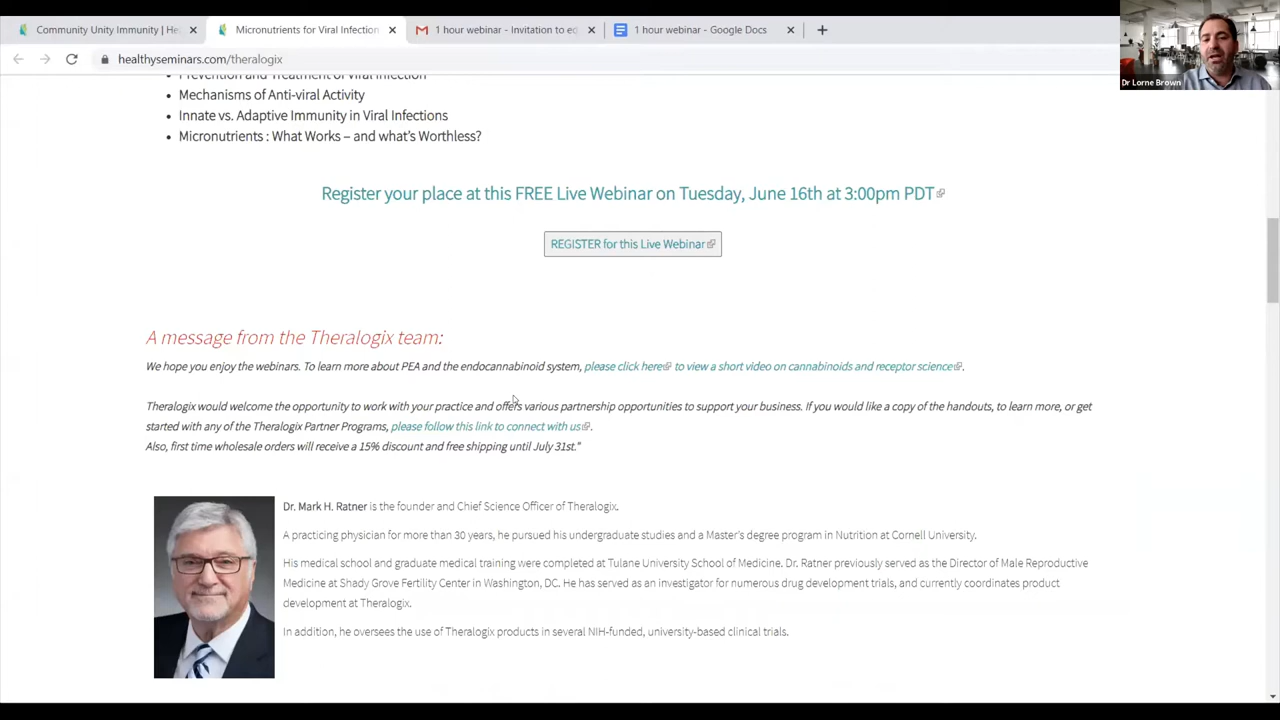 Community Unity Immunity | He
Micronutrients for Viral Infection
1 hour webinar - Invitation to eq
1 hour webinar - Google Docs
healthyseminars.com/theralogix
Dr Lorne Brown
Prevention and Treatment of Viral Infection
Mechanisms of Anti-viral Activity
Innate vs. Adaptive Immunity in Viral Infections
Micronutrients : What Works – and what's Worthless?
Register your place at this FREE Live Webinar on Tuesday, June 16th at 3:00pm PDT
REGISTER for this Live Webinar
A message from the Theralogix team:
We hope you enjoy the webinars. To learn more about PEA and the endocannabinoid system, please click here to view a short video on cannabinoids and receptor science.
Theralogix would welcome the opportunity to work with your practice and offers various partnership opportunities to support your business. If you would like a copy of the handouts, to learn more, or get
started with any of the Theralogix Partner Programs, please follow this link to connect with us.
Also, first time wholesale orders will receive a 15% discount and free shipping until July 31st."
Dr. Mark H. Ratner is the founder and Chief Science Officer of Theralogix.
A practicing physician for more than 30 years, he pursued his undergraduate studies and a Master's degree program in Nutrition at Cornell University.
His medical school and graduate medical training were completed at Tulane University School of Medicine. Dr. Ratner previously served as the Director of Male Reproductive
Medicine at Shady Grove Fertility Center in Washington, DC. He has served as an investigator for numerous drug development trials, and currently coordinates product
development at Theralogix.
In addition, he oversees the use of Theralogix products in several NIH-funded, university-based clinical trials.